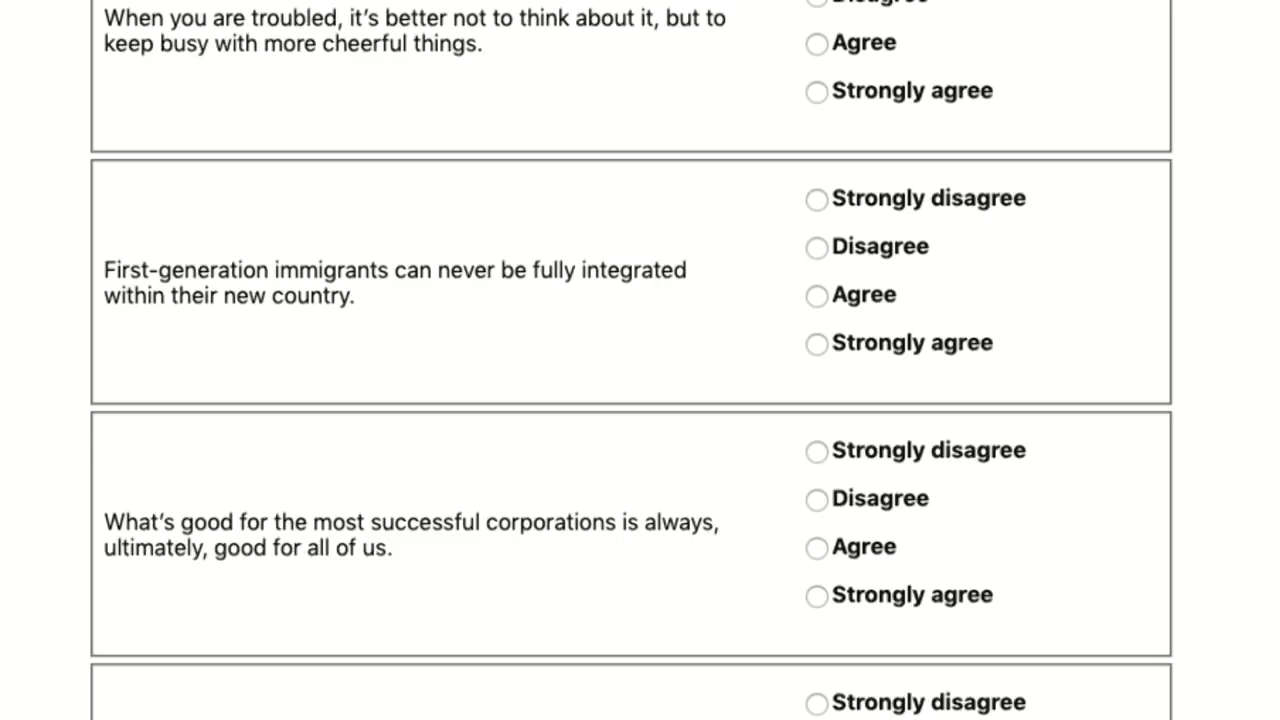 When you are troubled, it’s better not to think about it, but to
keep busy with more cheerful things.
Disagree
Agree
Strongly agree
First-generation immigrants can never be fully integrated
within their new country.
Strongly disagree
Disagree
Agree
Strongly agree
What’s good for the most successful corporations is always,
ultimately, good for all of us.
Strongly disagree
Disagree
Agree
Strongly agree
Strongly disagree